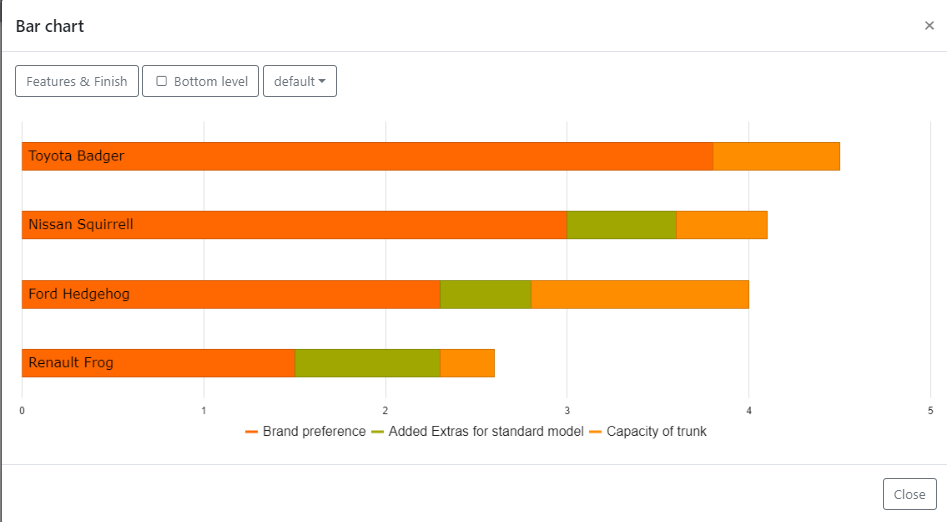 Bar chart ×
Features & Finish Bottom level default
Toyota Badger
Nissan Squirrell
Ford Hedgehog
Renault Frog
0 1 2 3 4 5
Brand preference Added Extras for standard model Capacity of trunk
Close